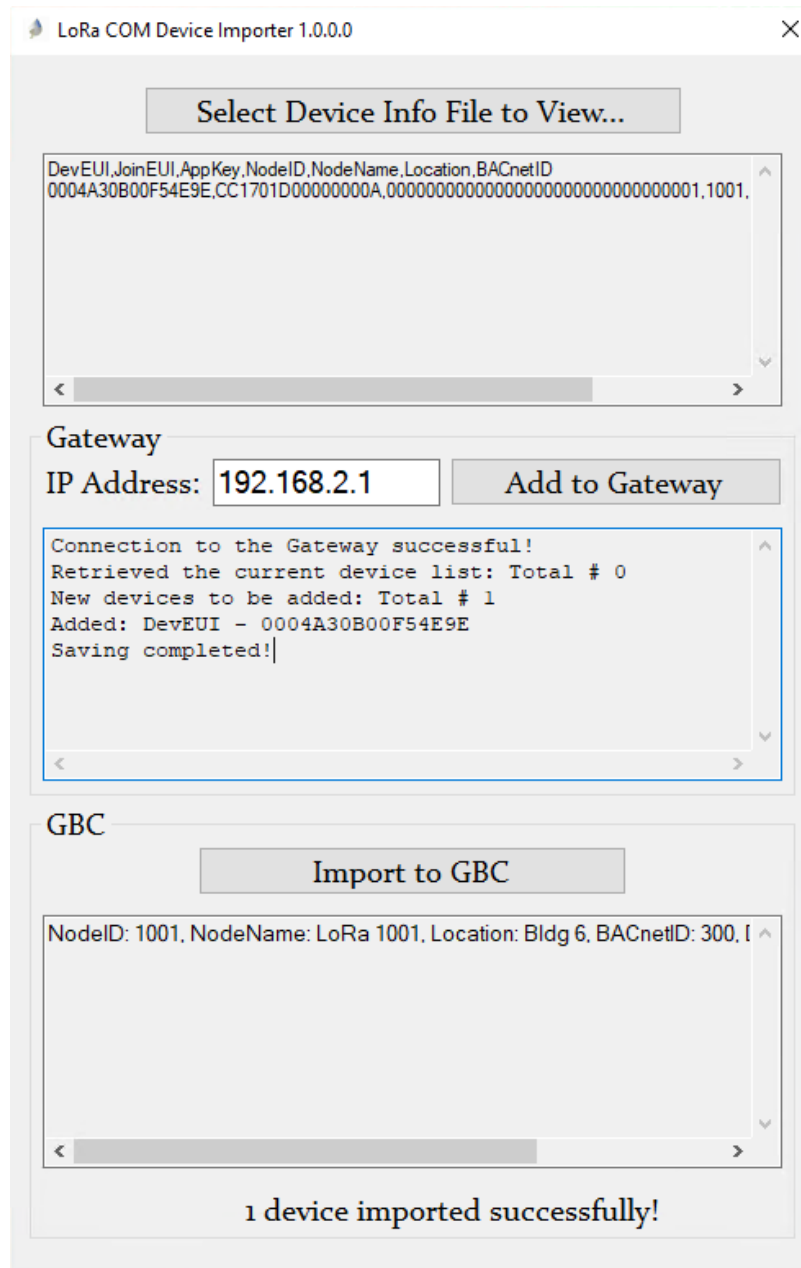 LoRa COM Device Importer 1.0.0.0
Select Device Info File to View...
DevEUI,JoinEUI,AppKey,NodeID,NodeName,Location,BACnetID
0004A30B00F54E9E,CC1701D00000000A,00000000000000000000000000000001,1001,
Gateway
IP Address: 192.168.2.1 Add to Gateway
Connection to the Gateway successful!
Retrieved the current device list: Total # 0
New devices to be added: Total # 1
Added: DevEUI - 0004A30B00F54E9E
Saving completed!
GBC
Import to GBC
NodeID: 1001, NodeName: LoRa 1001, Location: Bldg 6, BACnetID: 300,
1 device imported successfully!